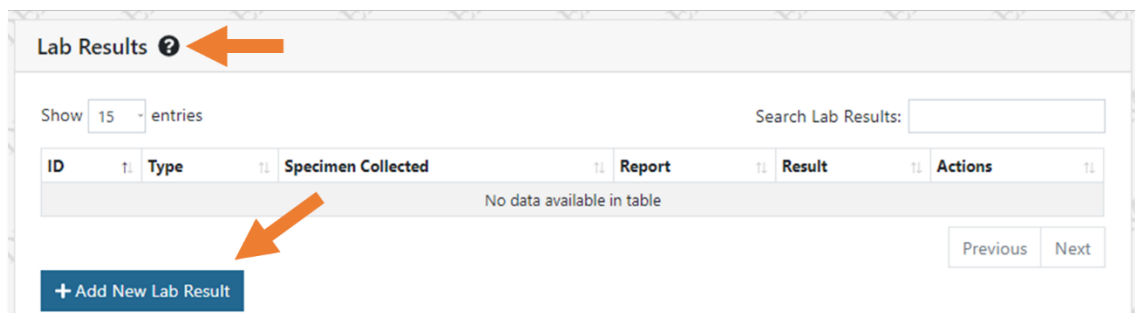 Lab Results ?
Show 15 entries Search Lab Results:
ID Type Specimen Collected Report Result Actions
No data available in table
Previous Next
+ Add New Lab Result